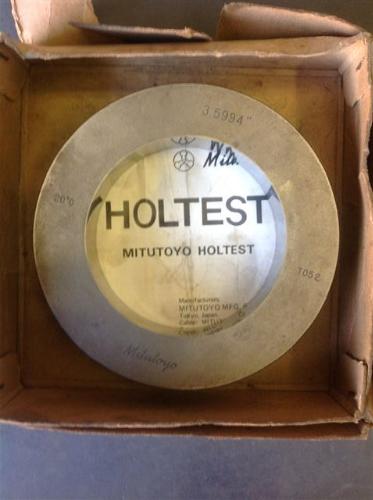 3.5994"
20°C
T052
Mitutoyo
HOLTEST
MITUTOYO HOLTEST
Manufacturers,
MITUTOYO MFG.
Tokyo, Japan.